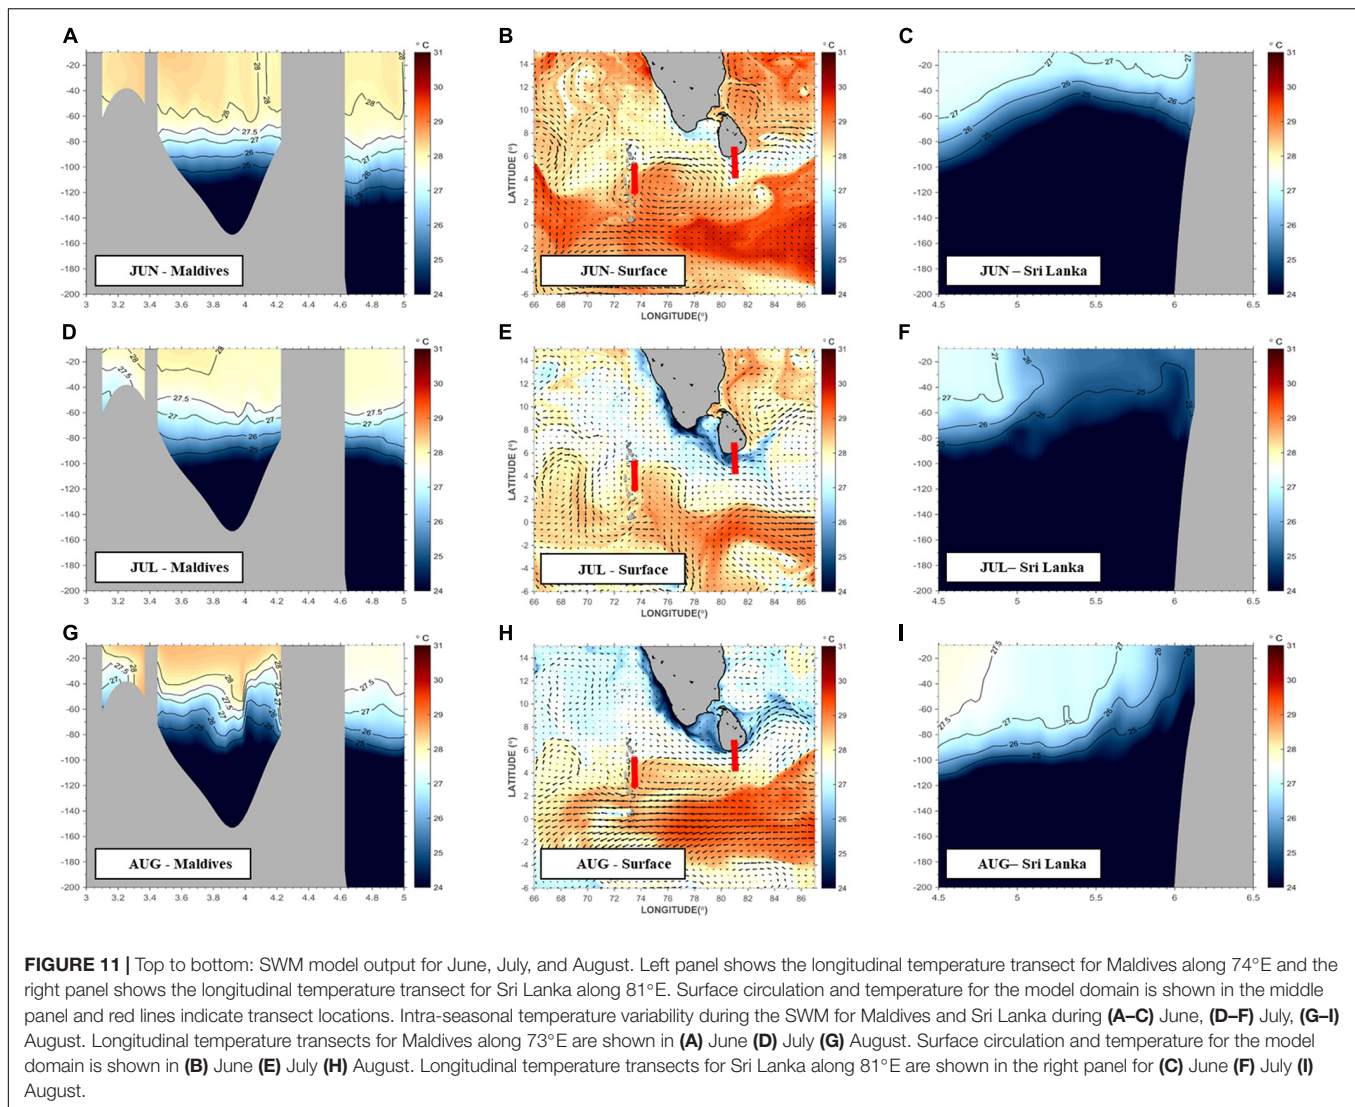 A
B
C
° C
° C
° C
JUN - Maldives
JUN- Surface
JUN – Sri Lanka
LATITUDE (°)
LONGITUDE(°)
D
E
F
° C
° C
° C
JUL - Maldives
JUL - Surface
JUL– Sri Lanka
LATITUDE (°)
LONGITUDE(°)
G
H
I
° C
° C
° C
AUG - Maldives
AUG - Surface
AUG– Sri Lanka
LATITUDE (°)
LONGITUDE(°)
FIGURE 11 | Top to bottom: SWM model output for June, July, and August. Left panel shows the longitudinal temperature transect for Maldives along 74°E and the
right panel shows the longitudinal temperature transect for Sri Lanka along 81°E. Surface circulation and temperature for the model domain is shown in the middle
panel and red lines indicate transect locations. Intra-seasonal temperature variability during the SWM for Maldives and Sri Lanka during (A–C) June, (D–F) July, (G–I)
August. Longitudinal temperature transects for Maldives along 73°E are shown in (A) June (D) July (G) August. Surface circulation and temperature for the model
domain is shown in (B) June (E) July (H) August. Longitudinal temperature transects for Sri Lanka along 81°E are shown in the right panel for (C) June (F) July (I)
August.